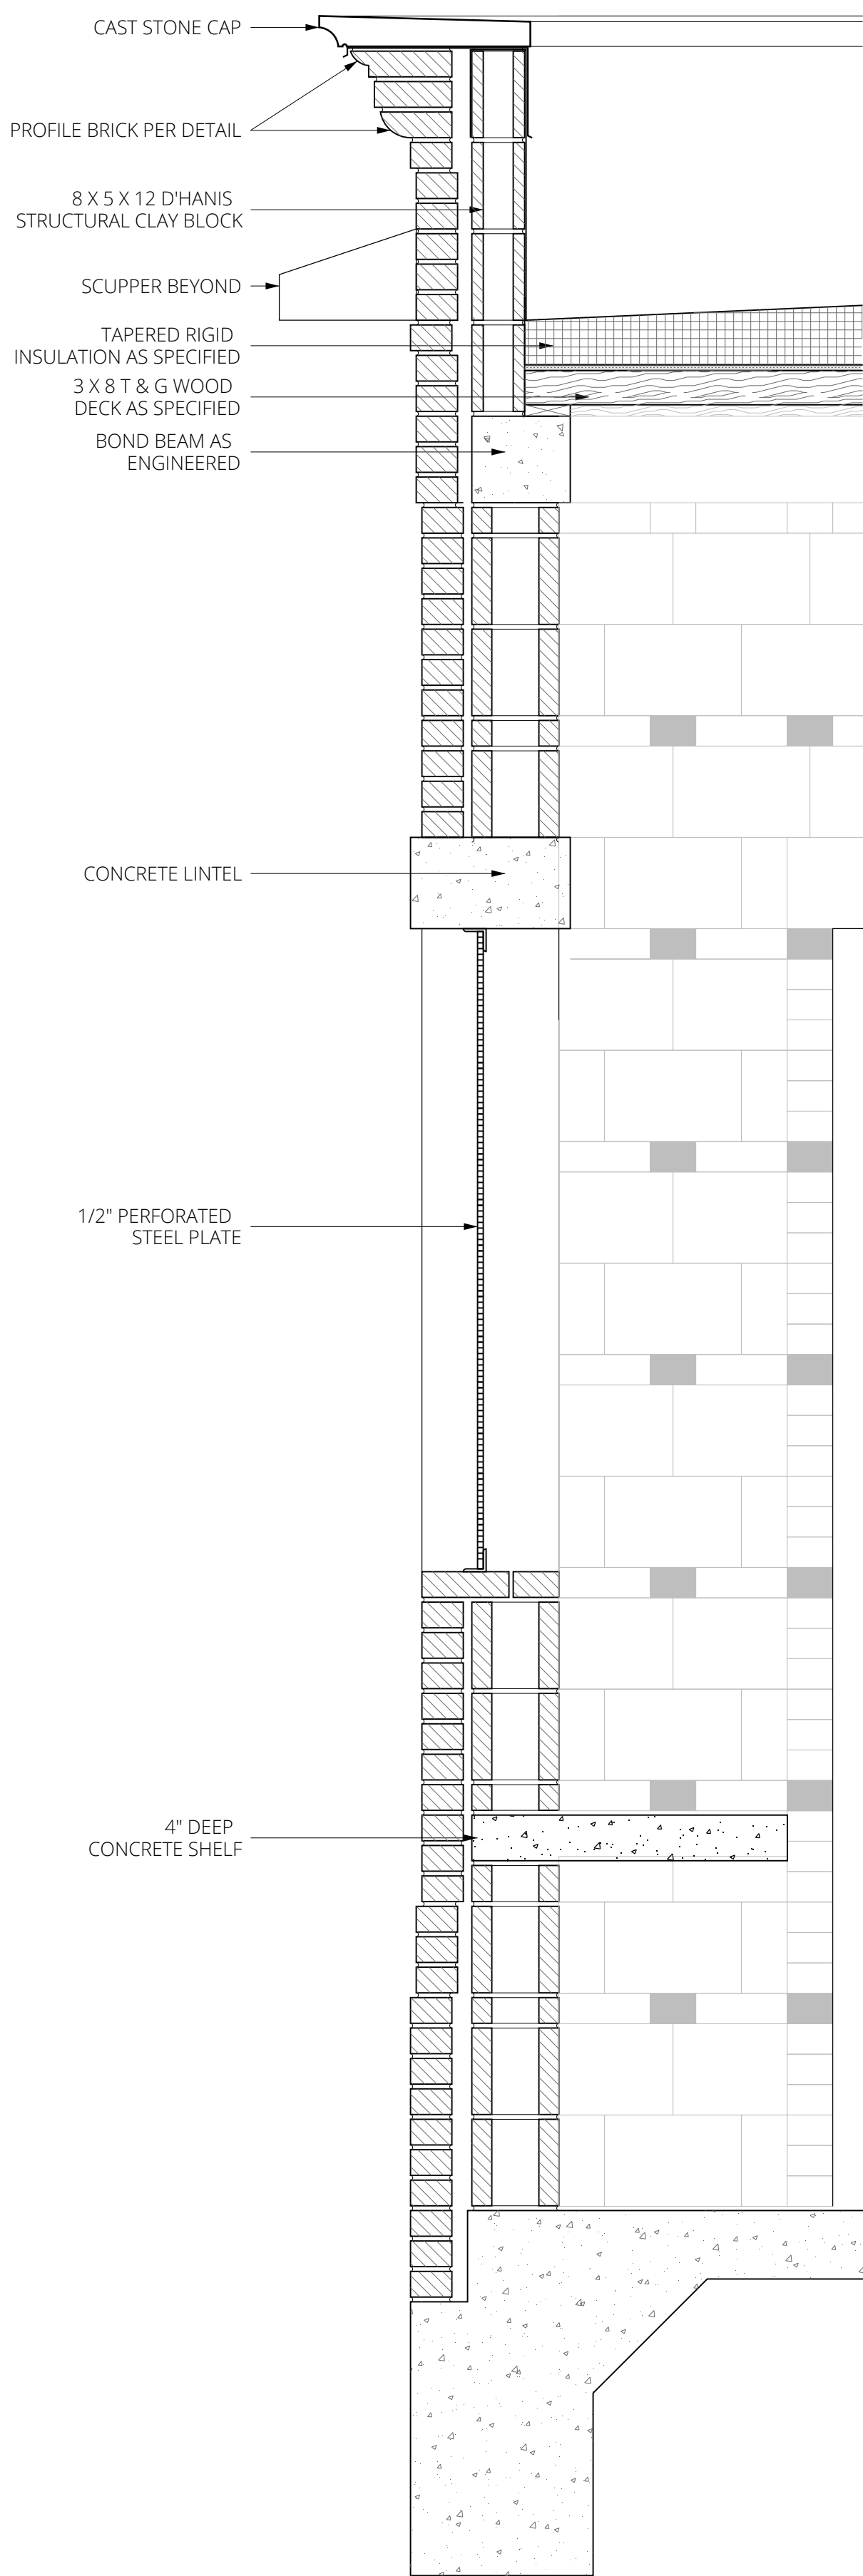 CAST STONE CAP
PROFILE BRICK PER DETAIL
8 X 5 X 12 D'HANIS
STRUCTURAL CLAY BLOCK
SCUPPER BEYOND
TAPERED RIGID
INSULATION AS SPECIFIED
3 X 8 T & G WOOD
DECK AS SPECIFIED
BOND BEAM AS
ENGINEERED
CONCRETE LINTEL
1/2" PERFORATED
STEEL PLATE
4" DEEP
CONCRETE SHELF